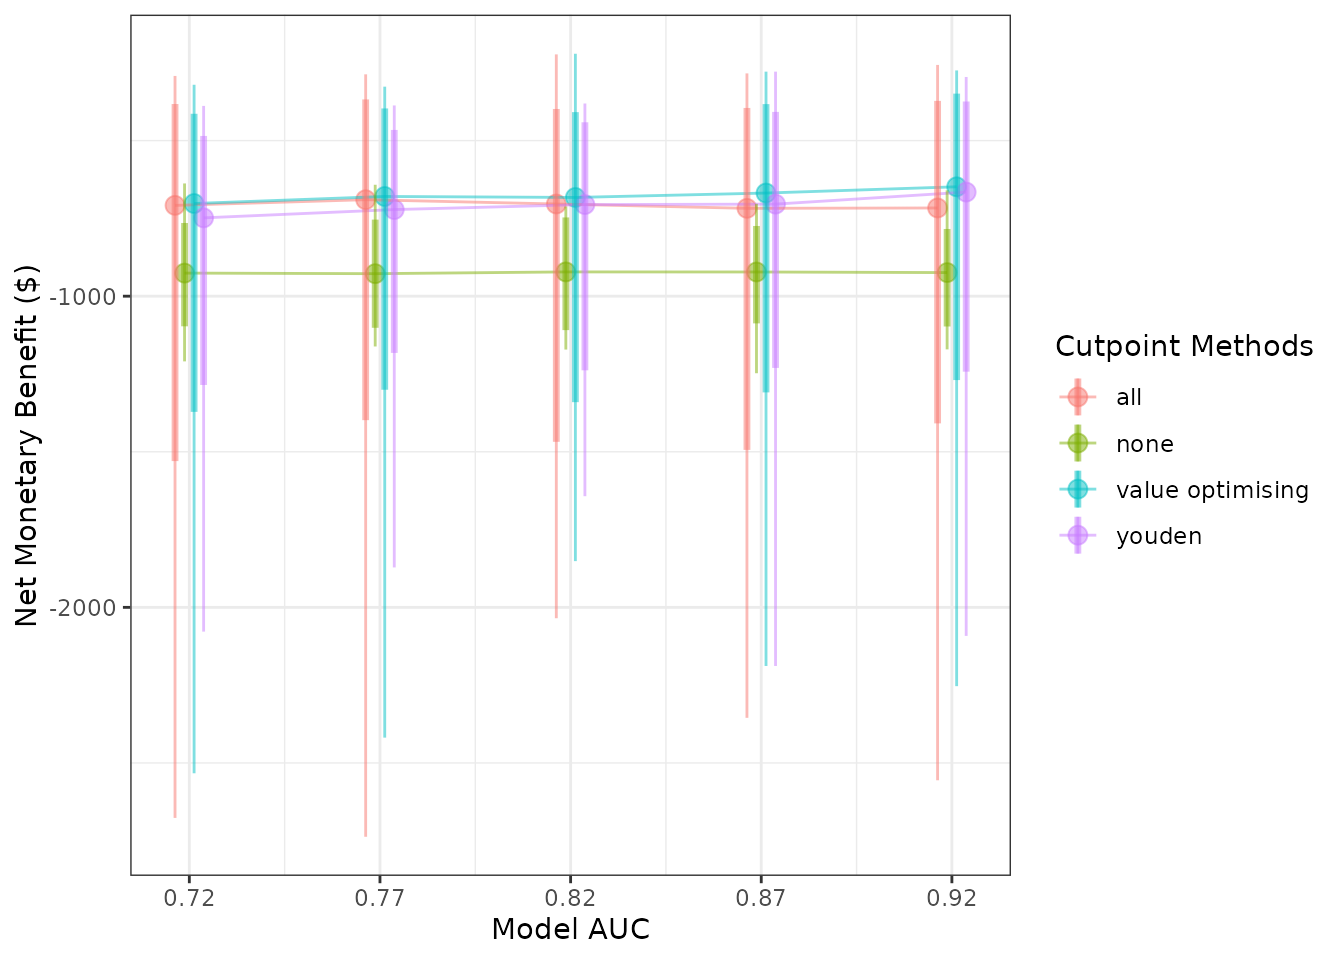 Net Monetary Benefit ($)
-1000
-2000
0.72
0.77
0.82
0.87
0.92
Model AUC
Cutpoint Methods
all
none
value optimising
youden